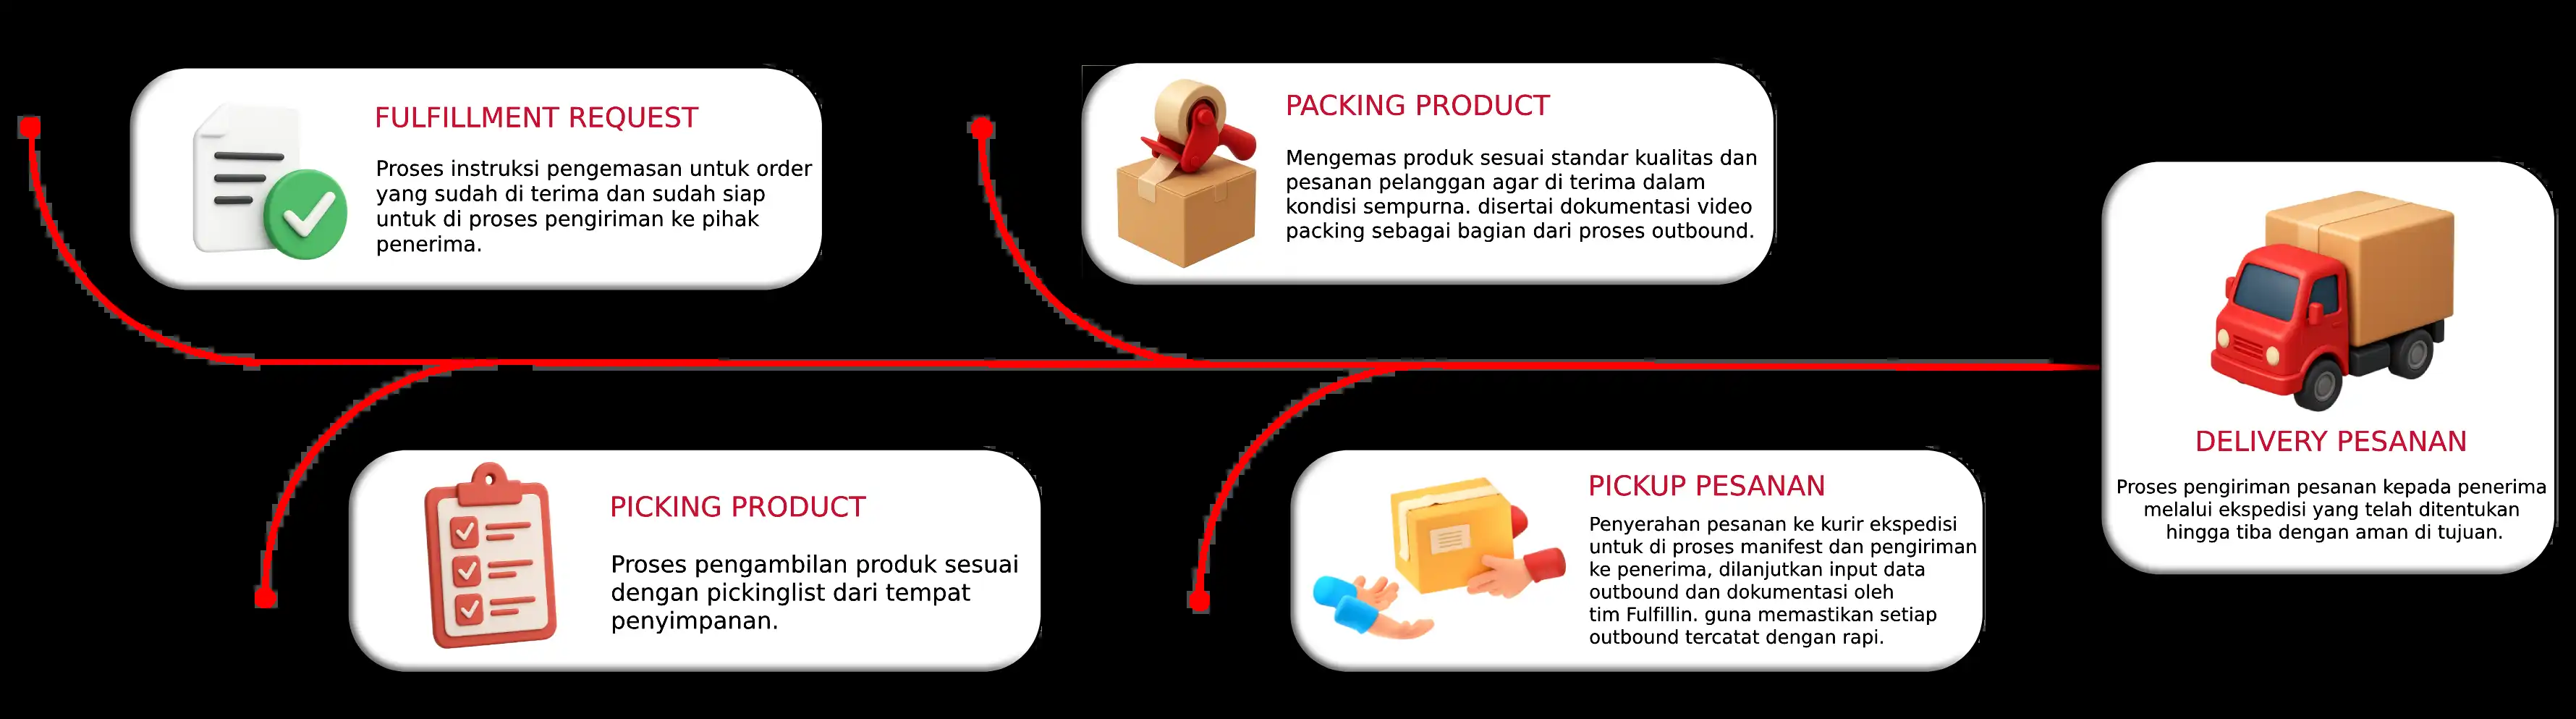 FULFILLMENT REQUEST
Proses instruksi pengemasan untuk order
yang sudah di terima dan sudah siap
untuk di proses pengiriman ke pihak
penerima.
PICKING PRODUCT
Proses pengambilan produk sesuai
dengan pickinglist dari tempat
penyimpanan.
PACKING PRODUCT
Mengemas produk sesuai standar kualitas dan
pesanan pelanggan agar di terima dalam
kondisi sempurna. disertai dokumentasi video
packing sebagai bagian dari proses outbound.
PICKUP PESANAN
Penyerahan pesanan ke kurir ekspedisi
untuk di proses manifest dan pengiriman
ke penerima, dilanjutkan input data
outbound dan dokumentasi oleh
tim Fulfillin. guna memastikan setiap
outbound tercatat dengan rapi.
DELIVERY PESANAN
Proses pengiriman pesanan kepada penerima
melalui ekspedisi yang telah ditentukan
hingga tiba dengan aman di tujuan.